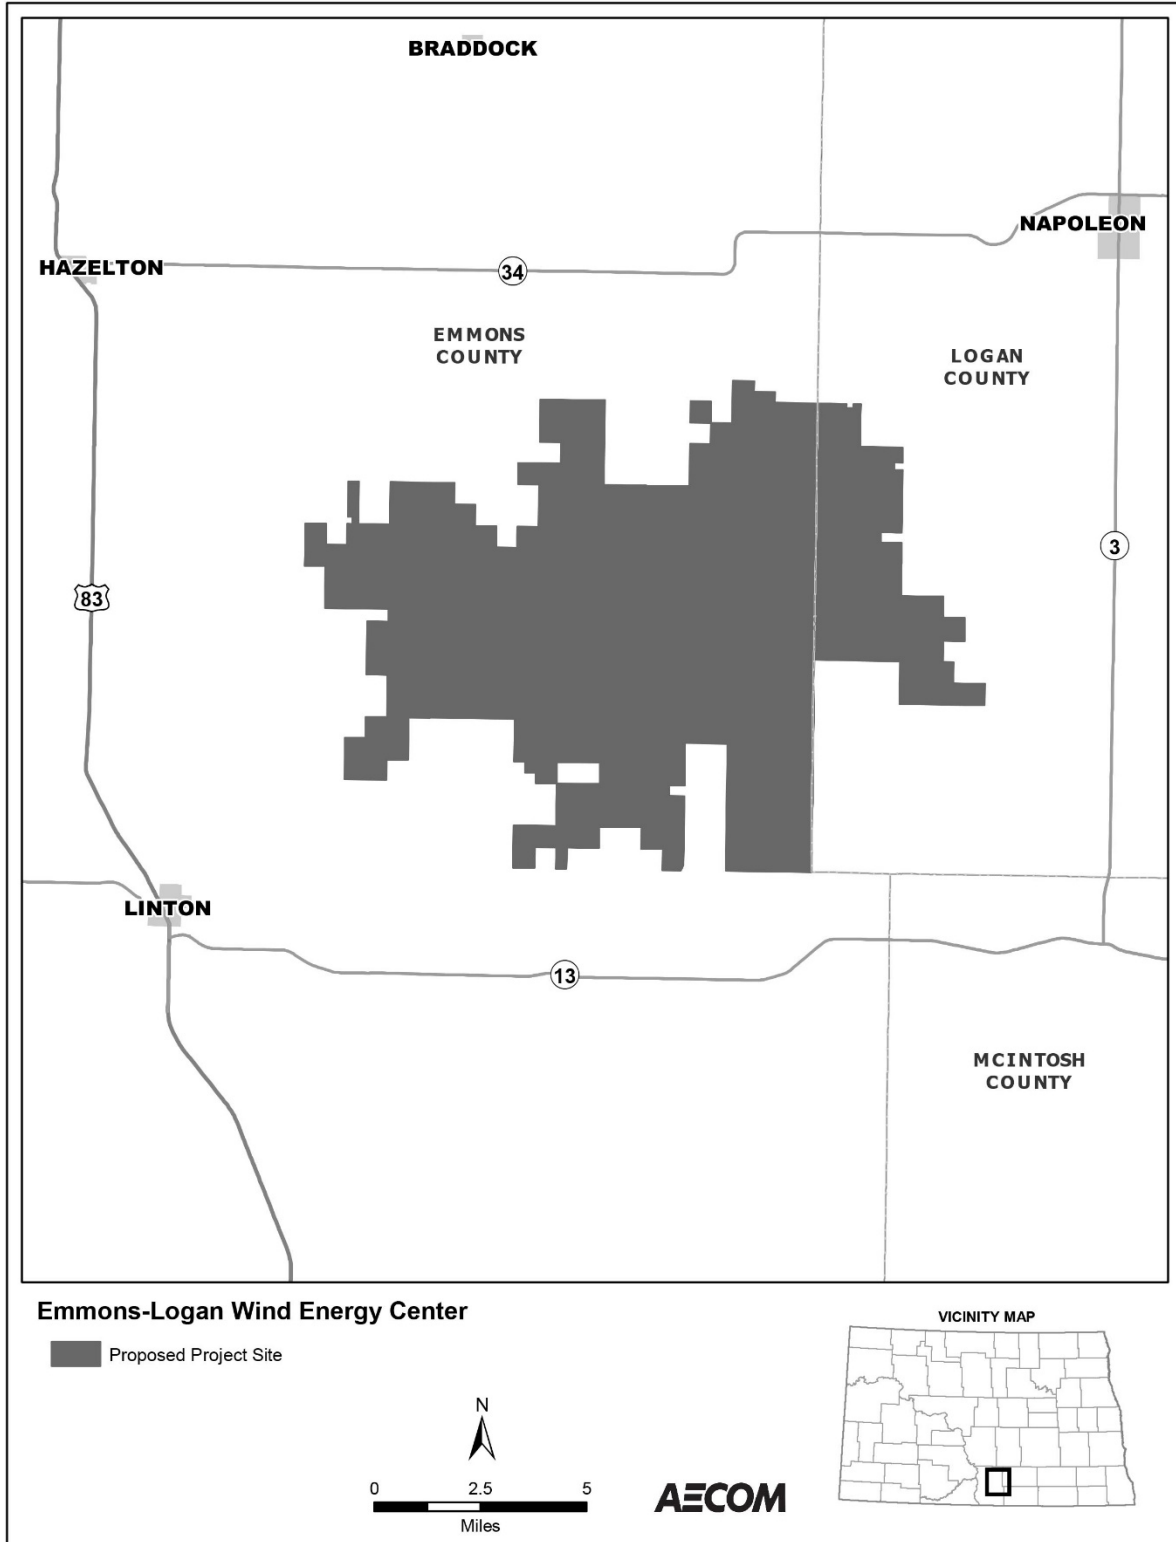 BRADDOCK
NAPOLEON
HAZELTON
34
EMMONS
COUNTY
LOGAN
COUNTY
3
83
LINTON
13
MCINTOSH
COUNTY
Emmons-Logan Wind Energy Center
Proposed Project Site
VICINITY MAP
N
0 2.5 5
Miles
AECOM